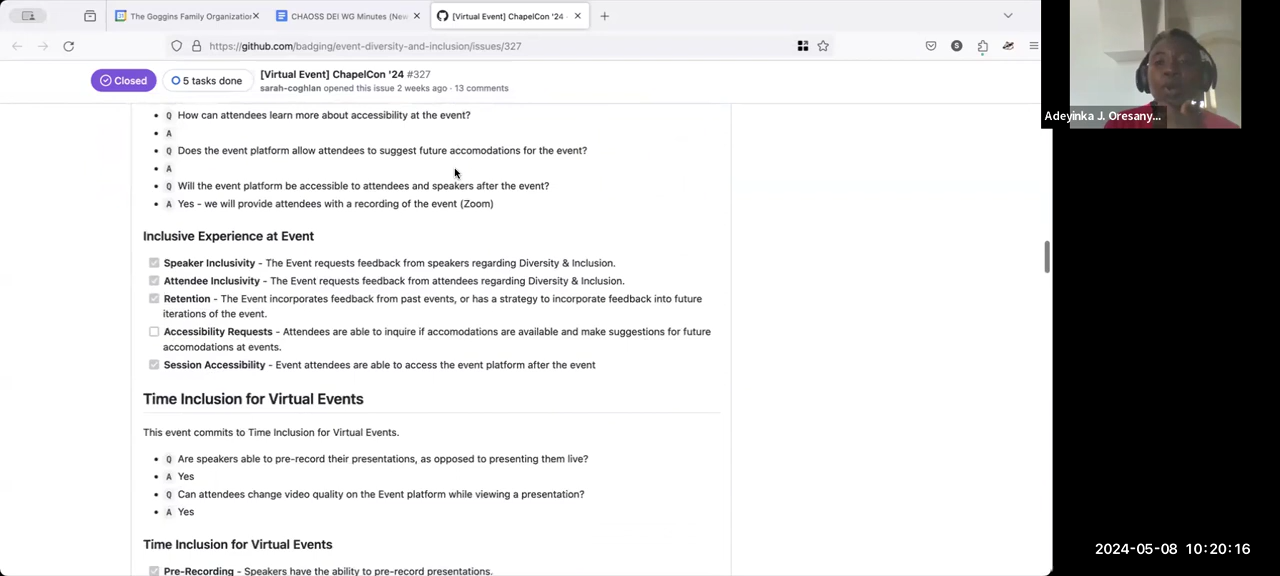 The Goggins Family Organization
CHAOSS DEI WG Minutes (New
[Virtual Event] ChapelCon '24
https://github.com/badging/event-diversity-and-inclusion/issues/327
S
Closed
5 tasks done
[Virtual Event] ChapelCon '24 #327
sarah-coghlan opened this issue 2 weeks ago · 13 comments
Adeyinka J. Oresany...
• Q How can attendees learn more about accessibility at the event?
• A
• Q Does the event platform allow attendees to suggest future accomodations for the event?
• A
• Q Will the event platform be accessible to attendees and speakers after the event?
• A Yes - we will provide attendees with a recording of the event (Zoom)
Inclusive Experience at Event
Speaker Inclusivity - The Event requests feedback from speakers regarding Diversity & Inclusion.
Attendee Inclusivity - The Event requests feedback from attendees regarding Diversity & Inclusion.
Retention - The Event incorporates feedback from past events, or has a strategy to incorporate feedback into future
iterations of the event.
Accessibility Requests - Attendees are able to inquire if accomodations are available and make suggestions for future
accomodations at events.
Session Accessibility - Event attendees are able to access the event platform after the event
Time Inclusion for Virtual Events
This event commits to Time Inclusion for Virtual Events.
• Q Are speakers able to pre-record their presentations, as opposed to presenting them live?
• A Yes
• Q Can attendees change video quality on the Event platform while viewing a presentation?
• A Yes
Time Inclusion for Virtual Events
Pre-Recording - Speakers have the ability to pre-record presentations.
2024-05-08 10:20:16